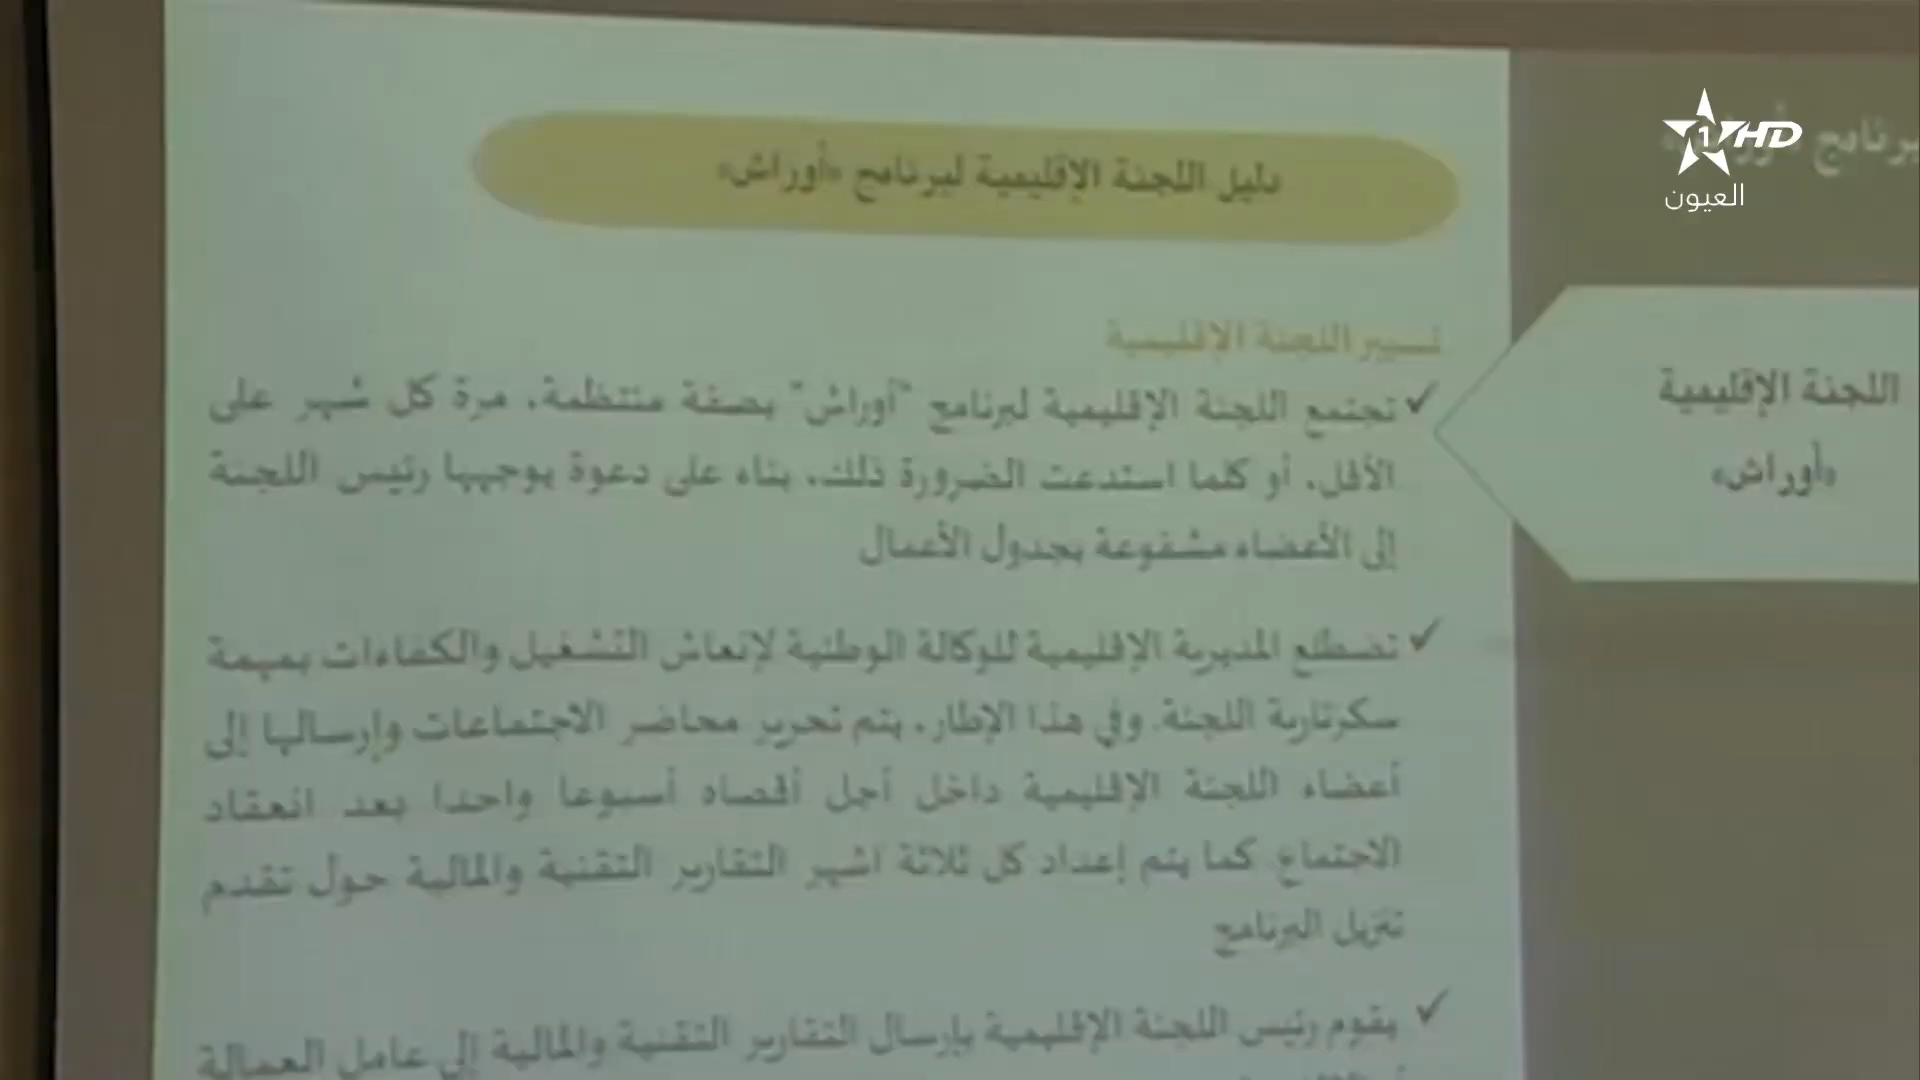 1HD
العيون
برنامج
دليل اللجنة الإقليمية لبرنامج «أوراش»
اللجنة الإقليمية
«أوراش»
تسيير اللجنة الإقليمية
✓ تجتمع اللجنة الإقليمية لبرنامج "أوراش" بصفة منتظمة، مرة كل شهر على
الأقل، أو كلما استدعت الضرورة ذلك، بناء على دعوة يوجهها رئيس اللجنة
إلى الأعضاء مشفوعة بجدول الأعمال
✓ تضطلع المديرية الإقليمية للوكالة الوطنية لإنعاش التشغيل والكفاءات بمهمة
سكرتارية اللجنة. وفي هذا الإطار، يتم تحرير محاضر الاجتماعات وإرسالها إلى
أعضاء اللجنة الإقليمية داخل أجل أقصاه أسبوعا واحدا بعد انعقاد
الاجتماع. كما يتم إعداد كل ثلاثة اشهر التقارير التقنية والمالية حول تقدم
تنزيل البرنامج
✓ يقوم رئيس اللجنة الإقليمية بإرسال التقارير التقنية والمالية إلى عامل العمالة